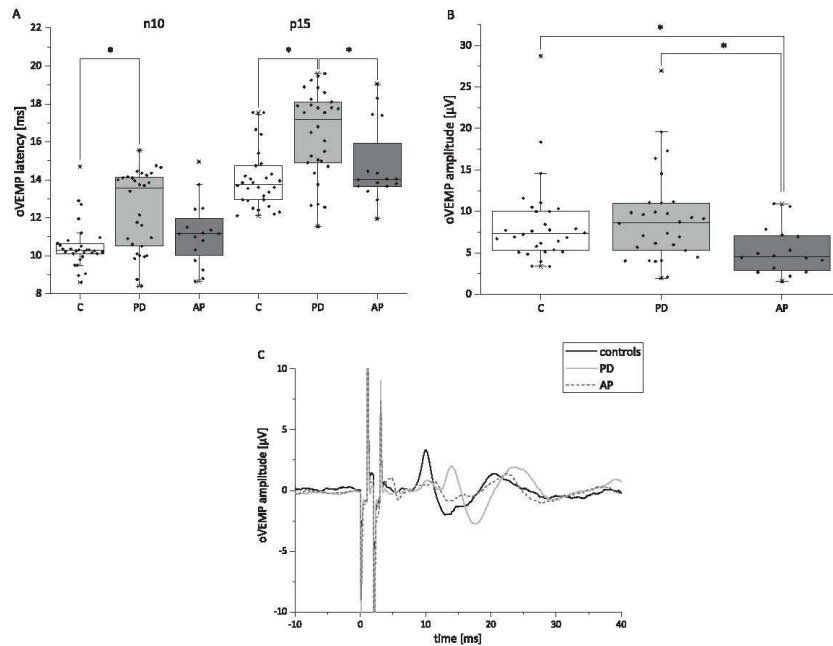 A
n10
p15
*
*
*
oVEMP latency [ms]
22
20
18
16
14
12
10
8
C
PD
AP
C
PD
AP
B
*
*
oVEMP amplitude [µV]
35
30
25
20
15
10
5
0
C
PD
AP
C
controls
PD
AP
oVEMP amplitude [µV]
10
5
0
-5
-10
-10
0
10
20
30
40
time [ms]